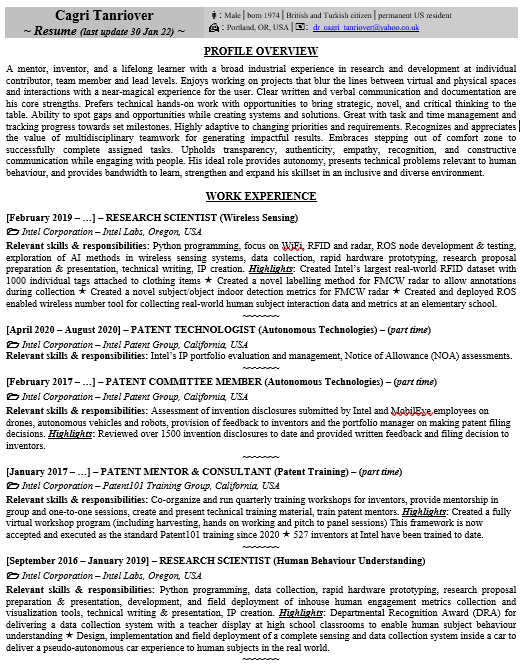 Cagri Tanriover
~ Resume (last update 30 Jan 22) ~
: Male | born 1974 | British and Turkish citizen | permanent US resident
: Portland, OR, USA | : dr_cagri_tanriover@yahoo.co.uk
PROFILE OVERVIEW
A mentor, inventor, and a lifelong learner with a broad industrial experience in research and development at individual
contributor, team member and lead levels. Enjoys working on projects that blur the lines between virtual and physical spaces
and interactions with a near-magical experience for the user. Clear written and verbal communication and documentation are
his core strengths. Prefers technical hands-on work with opportunities to bring strategic, novel, and critical thinking to the
table. Ability to spot gaps and opportunities while creating systems and solutions. Great with task and time management and
tracking progress towards set milestones. Highly adaptive to changing priorities and requirements. Recognizes and appreciates
the value of multidisciplinary teamwork for generating impactful results. Embraces stepping out of comfort zone to
successfully complete assigned tasks. Upholds transparency, authenticity, empathy, recognition, and constructive
communication while engaging with people. His ideal role provides autonomy, presents technical problems relevant to human
behaviour, and provides bandwidth to learn, strengthen and expand his skillset in an inclusive and diverse environment.
WORK EXPERIENCE
[February 2019 – …] – RESEARCH SCIENTIST (Wireless Sensing)
Intel Corporation – Intel Labs, Oregon, USA
Relevant skills & responsibilities: Python programming, focus on WiFi, RFID and radar, ROS node development & testing,
exploration of AI methods in wireless sensing systems, data collection, rapid hardware prototyping, research proposal
preparation & presentation, technical writing, IP creation. Highlights: Created Intel's largest real-world RFID dataset with
1000 individual tags attached to clothing items ★ Created a novel labelling method for FMCW radar to allow annotations
during collection ★ Created a novel subject/object indoor detection metrics for FMCW radar ★ Created and deployed ROS
enabled wireless number tool for collecting real-world human subject interaction data and metrics at an elementary school.
~~~~~~
[April 2020 – August 2020] – PATENT TECHNOLOGIST (Autonomous Technologies) – (part time)
Intel Corporation – Intel Patent Group, California, USA
Relevant skills & responsibilities: Intel's IP portfolio evaluation and management, Notice of Allowance (NOA) assessments.
~~~~~~
[February 2017 – …] – PATENT COMMITTEE MEMBER (Autonomous Technologies) – (part time)
Intel Corporation – Intel Patent Group, California, USA
Relevant skills & responsibilities: Assessment of invention disclosures submitted by Intel and MobilEye employees on
drones, autonomous vehicles and robots, provision of feedback to inventors and the portfolio manager on making patent filing
decisions. Highlights: Reviewed over 1500 invention disclosures to date and provided written feedback and filing decision to
inventors.
~~~~~~
[January 2017 – …] – PATENT MENTOR & CONSULTANT (Patent Training) – (part time)
Intel Corporation – Patent101 Training Group, California, USA
Relevant skills & responsibilities: Co-organize and run quarterly training workshops for inventors, provide mentorship in
group and one-to-one sessions, create and present technical training material, train patent mentors. Highlights: Created a fully
virtual workshop program (including harvesting, hands on working and pitch to panel sessions) This framework is now
accepted and executed as the standard Patent101 training since 2020 ★ 527 inventors at Intel have been trained to date.
~~~~~~
[September 2016 – January 2019] – RESEARCH SCIENTIST (Human Behaviour Understanding)
Intel Corporation – Intel Labs, Oregon, USA
Relevant skills & responsibilities: Python programming, data collection, rapid hardware prototyping, research proposal
preparation & presentation, development, and field deployment of inhouse human engagement metrics collection and
visualization tools, technical writing & presentation, IP creation. Highlights: Departmental Recognition Award (DRA) for
delivering a data collection system with a teacher display at high school classrooms to enable human subject behaviour
understanding ★ Design, implementation and field deployment of a complete sensing and data collection system inside a car to
deliver a pseudo-autonomous car experience to human subjects in the real world.
~~~~~~